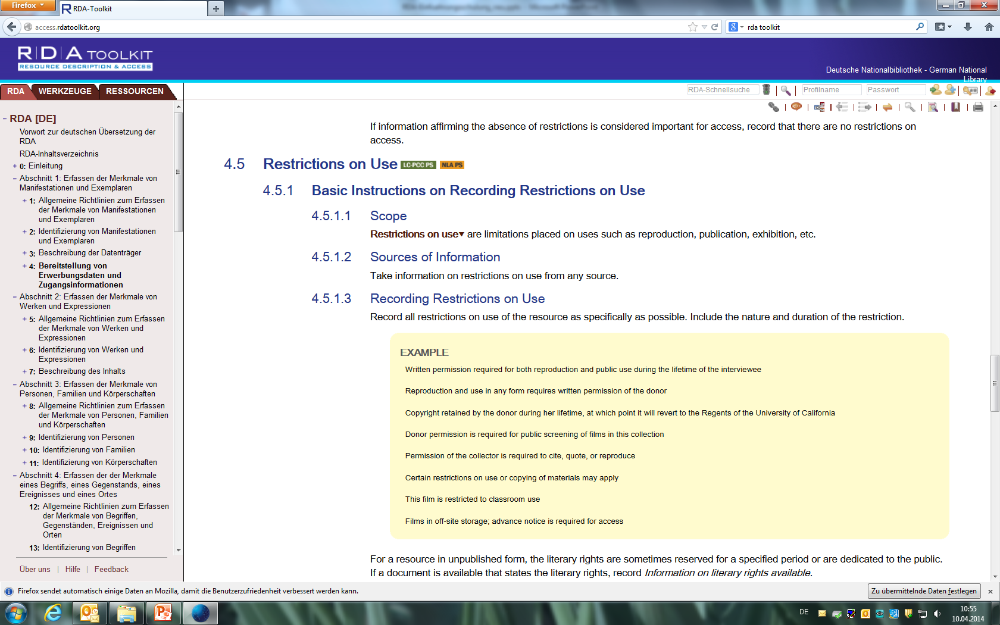 Firefox
RDA-Toolkit
access.rdatoolkit.org
rda toolkit
R|D|A TOOLKIT
RESOURCE DESCRIPTION & ACCESS
Deutsche Nationalbibliothek - German National
Library
RDA
WERKZEUGE
RESSOURCEN
RDA-Schnellsuche
Profilname
Passwort
RDA [DE]
Vorwort zur deutschen Übersetzung der
RDA
RDA-Inhaltsverzeichnis
0: Einleitung
Abschnitt 1: Erfassen der Merkmale von
Manifestationen und Exemplaren
1: Allgemeine Richtlinien zum Erfassen
der Merkmale von Manifestationen
und Exemplaren
2: Identifizierung von Manifestationen
und Exemplaren
3: Beschreibung der Datenträger
4: Bereitstellung von
Erwerbungsdaten und
Zugangsinformationen
Abschnitt 2: Erfassen der Merkmale von
Werken und Expressionen
5: Allgemeine Richtlinien zum Erfassen
der Merkmale von Werken und
Expressionen
6: Identifizierung von Werken und
Expressionen
7: Beschreibung des Inhalts
Abschnitt 3: Erfassen der Merkmale von
Personen, Familien und Körperschaften
8: Allgemeine Richtlinien zum Erfassen
der Merkmale von Personen, Familien
und Körperschaften
9: Identifizierung von Personen
10: Identifizierung von Familien
11: Identifizierung von Körperschaften
Abschnitt 4: Erfassen der der Merkmale
eines Begriffs, eines Gegenstands, eines
Ereignisses und eines Ortes
12: Allgemeine Richtlinien zum Erfassen
der Merkmale von Begriffen,
Gegenständen, Ereignissen und
Orten
13: Identifizierung von Begriffen
Über uns | Hilfe | Feedback
If information affirming the absence of restrictions is considered important for access, record that there are no restrictions on
access.
4.5 Restrictions on Use LC-PCC PS NLA PS
4.5.1 Basic Instructions on Recording Restrictions on Use
4.5.1.1 Scope
Restrictions on use▾ are limitations placed on uses such as reproduction, publication, exhibition, etc.
4.5.1.2 Sources of Information
Take information on restrictions on use from any source.
4.5.1.3 Recording Restrictions on Use
Record all restrictions on use of the resource as specifically as possible. Include the nature and duration of the restriction.
EXAMPLE
Written permission required for both reproduction and public use during the lifetime of the interviewee
Reproduction and use in any form requires written permission of the donor
Copyright retained by the donor during her lifetime, at which point it will revert to the Regents of the University of California
Donor permission is required for public screening of films in this collection
Permission of the collector is required to cite, quote, or reproduce
Certain restrictions on use or copying of materials may apply
This film is restricted to classroom use
Films in off-site storage; advance notice is required for access
For a resource in unpublished form, the literary rights are sometimes reserved for a specified period or are dedicated to the public.
If a document is available that states the literary rights, record Information on literary rights available.
Firefox sendet automatisch einige Daten an Mozilla, damit die Benutzerzufriedenheit verbessert werden kann.
Zu übermittelnde Daten festlegen
DE
10:55
10.04.2014